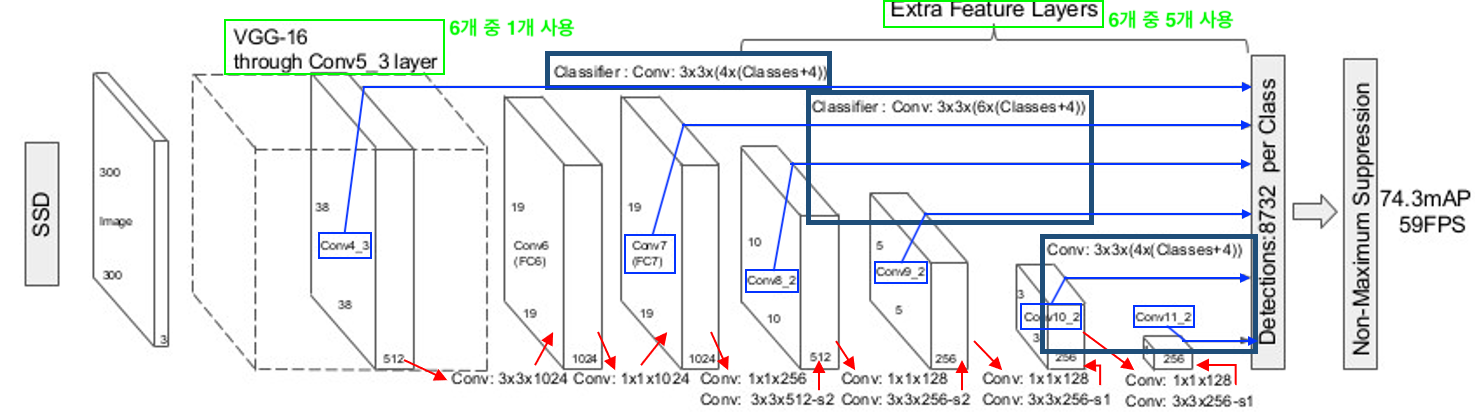 Extra Feature Layers
6개 중 5개 사용
VGG-16
through Conv5_3 layer
6개 중 1개 사용
Classifier : Conv: 3x3x(4x(Classes+4))
Classifier : Conv: 3x3x(6x(Classes+4))
Conv: 3x3x(4x(Classes+4))
SSD
300
Image
300
3
38
Conv4_3
38
512
19
Conv6
(FC6)
19
1024
19
Conv7
(FC7)
19
1024
10
Conv8_2
10
512
5
Conv9_2
5
256
3
Conv10_2
3
256
Conv11_2
1
256
Detections:8732 per Class
Non-Maximum Suppression
74.3mAP
59FPS
Conv: 3x3x1024
Conv: 1x1x1024
Conv: 1x1x256
Conv: 3x3x512-s2
Conv: 1x1x128
Conv: 3x3x256-s2
Conv: 1x1x128
Conv: 3x3x256-s1
Conv: 1x1x128
Conv: 3x3x256-s1